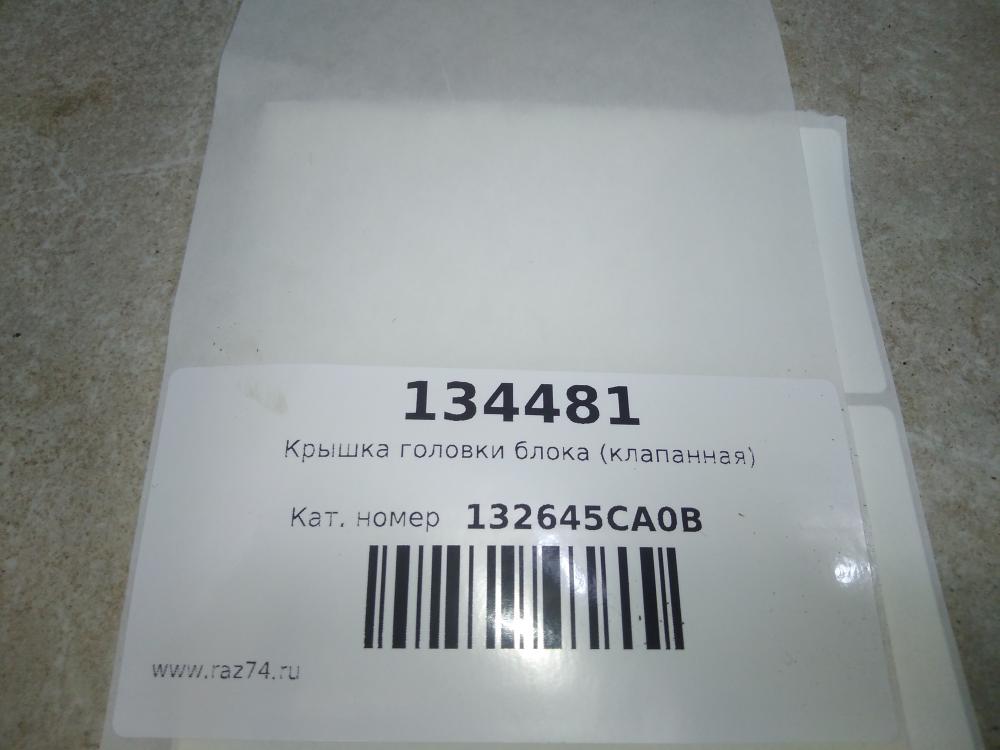 134481
Крышка головки блока (клапанная)
Кат. номер 132645CA0B
www.raz74.ru